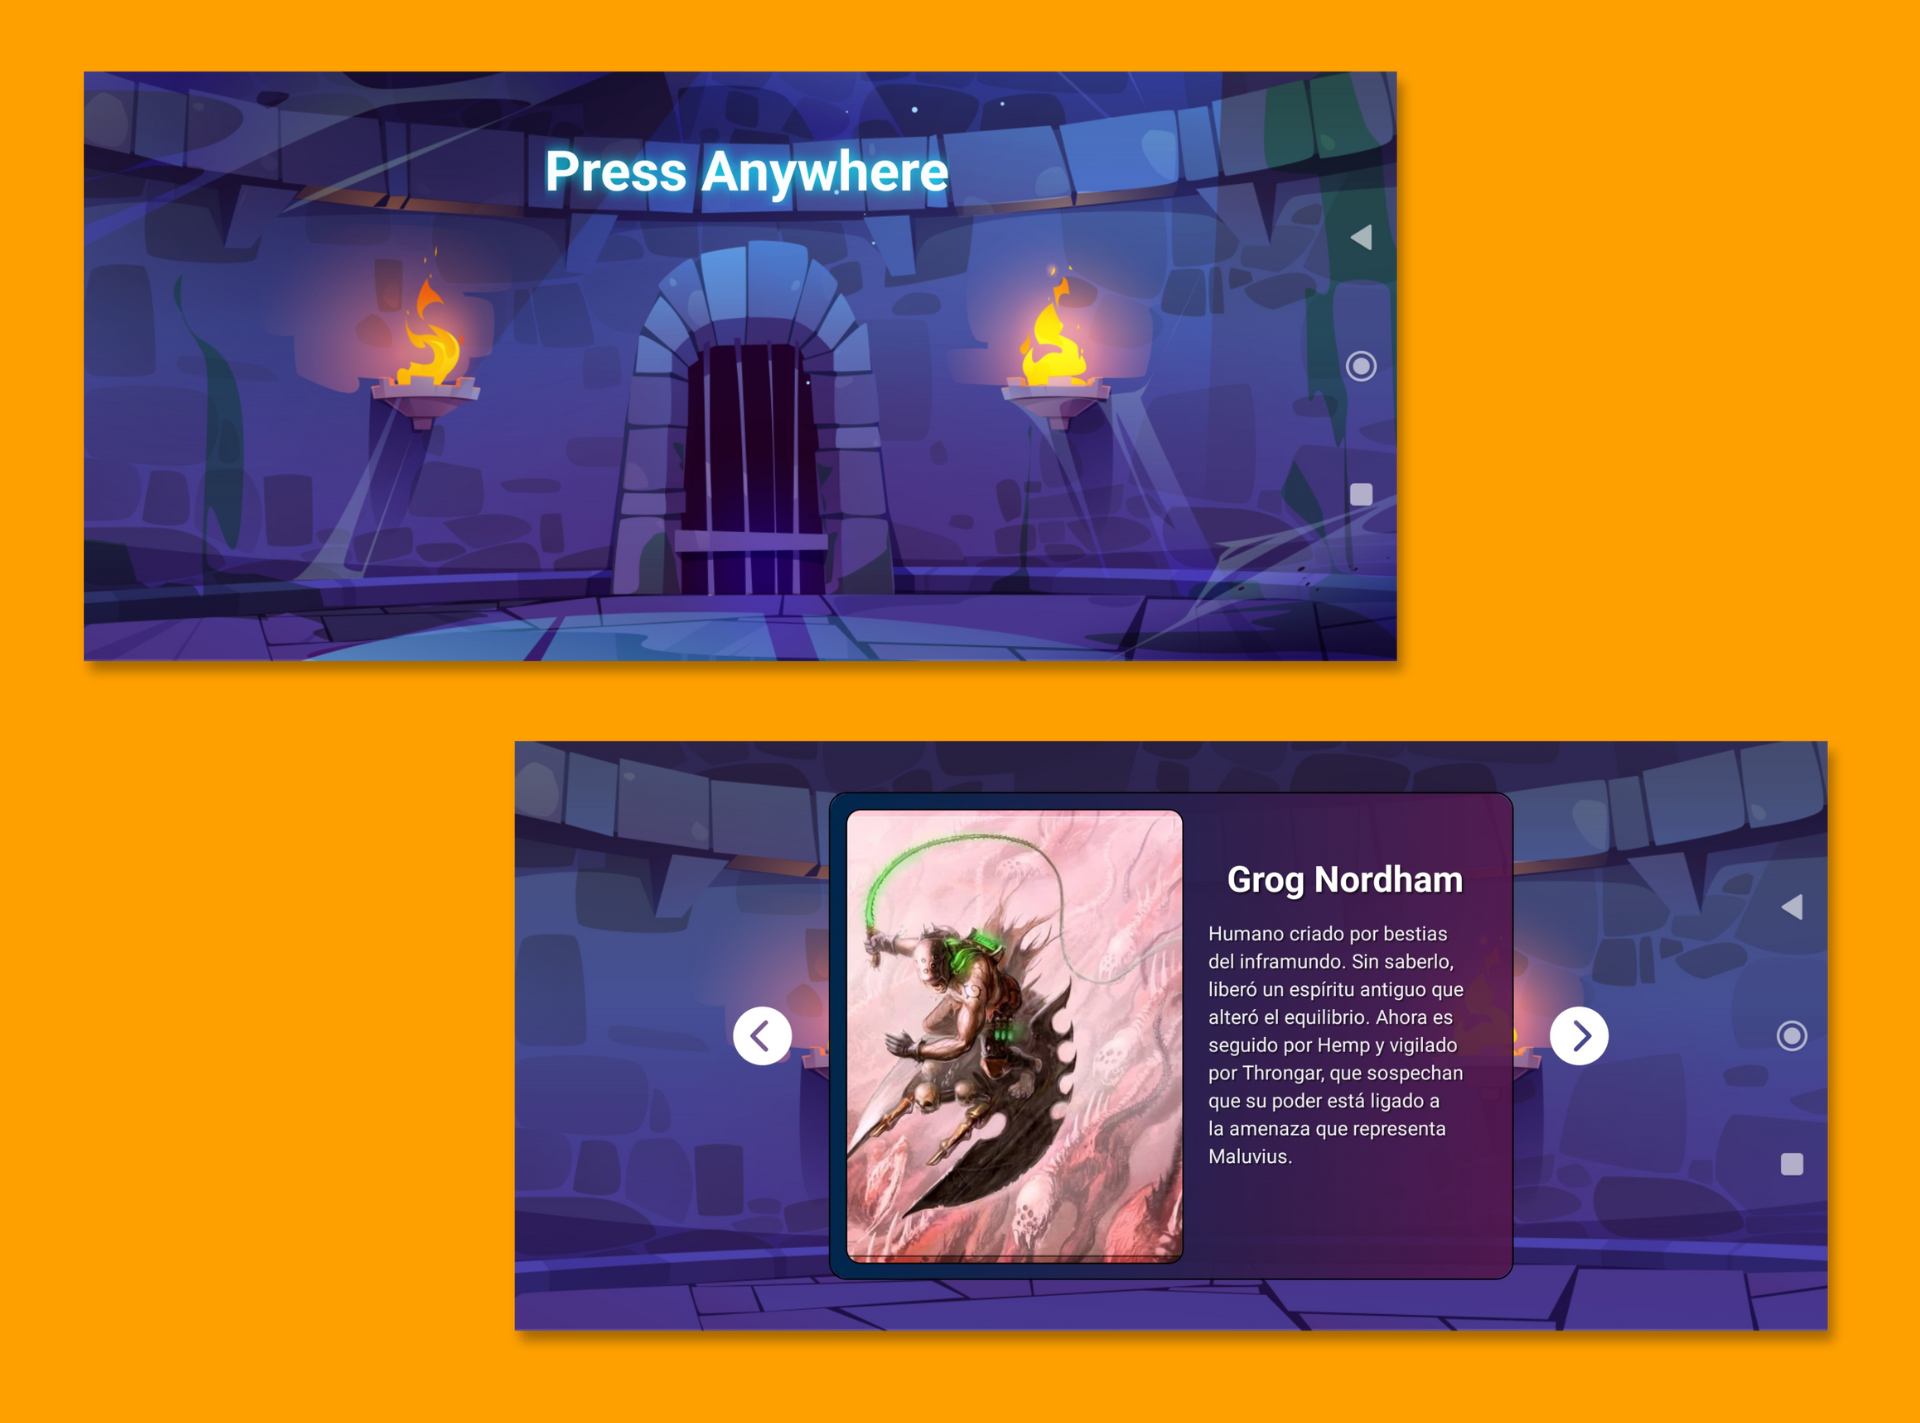 Press Anywhere
Grog Nordham
Humano criado por bestias
del inframundo. Sin saberlo,
liberó un espíritu antiguo que
alteró el equilibrio. Ahora es
seguido por Hemp y vigilado
por Throngar, que sospechan
que su poder está ligado a
la amenaza que representa
Maluvius.